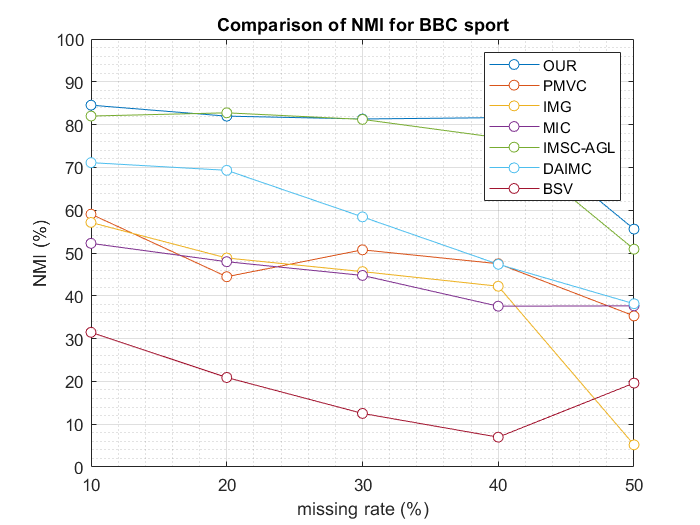 Comparison of NMI for BBC sport
NMI (%)
100
90
80
70
60
50
40
30
20
10
0
OUR
PMVC
IMG
MIC
IMSC-AGL
DAIMC
BSV
10 20 30 40 50
missing rate (%)